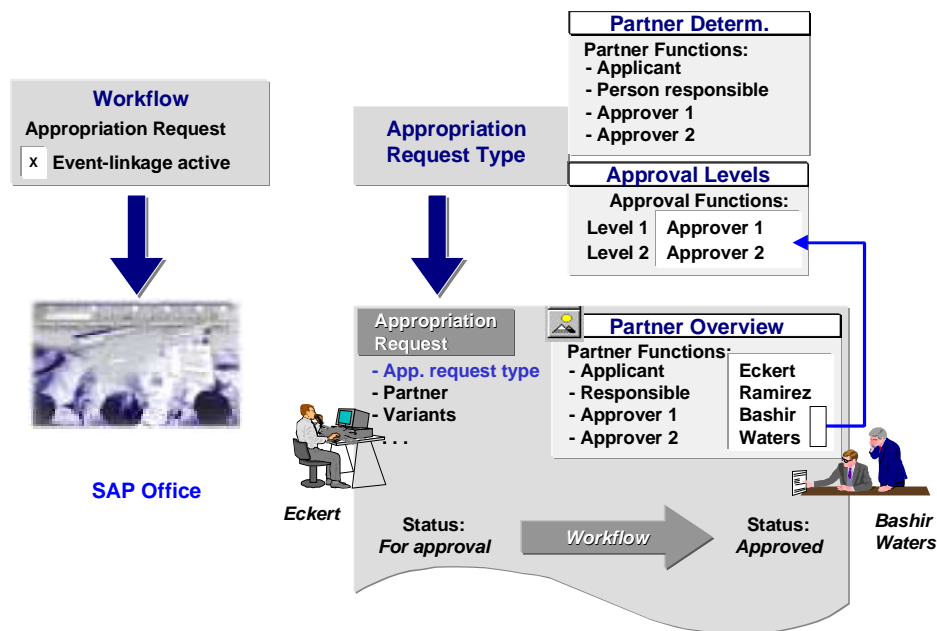 Workflow
Appropriation Request
x Event-linkage active
SAP Office
Appropriation
Request Type
Partner Determ.
Partner Functions:
- Applicant
- Person responsible
- Approver 1
- Approver 2
Approval Levels
Approval Functions:
Level 1 Approver 1
Level 2 Approver 2
Appropriation
Request
- App. request type
- Partner
- Variants
. . .
Partner Overview
Partner Functions:
- Applicant Eckert
- Responsible Ramirez
- Approver 1 Bashir
- Approver 2 Waters
Eckert
Status:
For approval
Workflow
Status:
Approved
Bashir
Waters